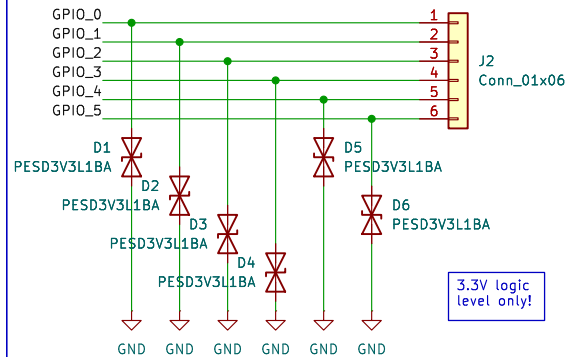 GPIO_0
GPIO_1
GPIO_2
GPIO_3
GPIO_4
GPIO_5
1
2
3
4
5
6
J2
Conn_01x06
D1
PESD3V3L1BA
D2
PESD3V3L1BA
D3
PESD3V3L1BA
D4
PESD3V3L1BA
D5
PESD3V3L1BA
D6
PESD3V3L1BA
3.3V logic
level only!
GND
GND
GND
GND
GND
GND